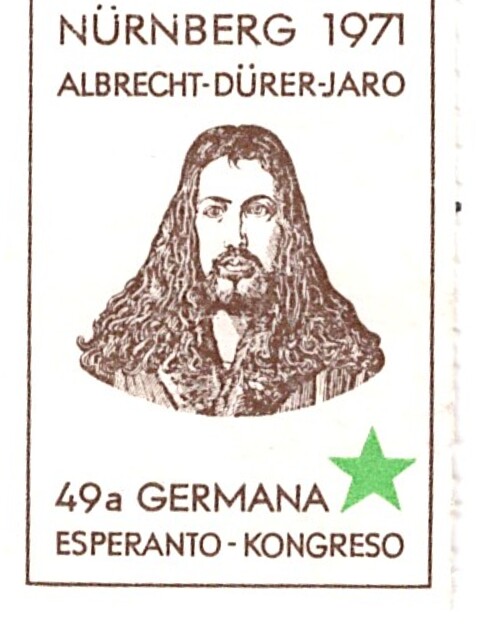 NÜRNBERG 1971
ALBRECHT-DÜRER-JARO
49a GERMANA
ESPERANTO-KONGRESO